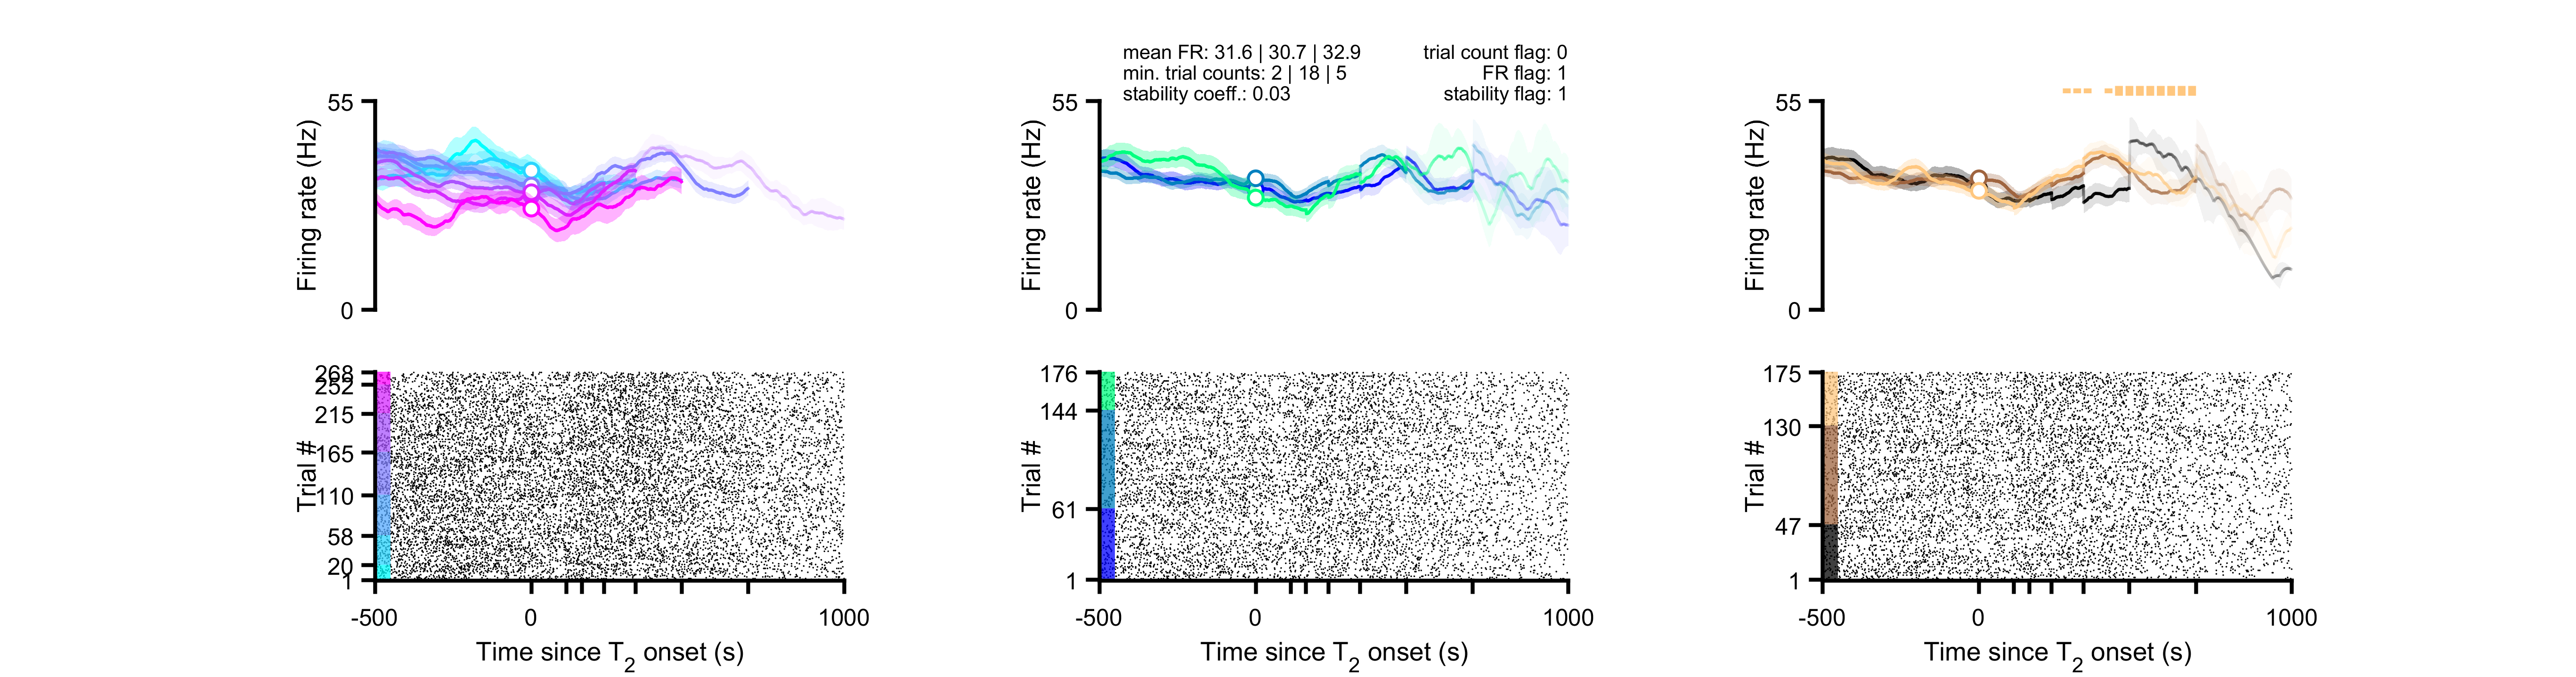 mean FR: 31.6 | 30.7 | 32.9
min. trial counts: 2 | 18 | 5
stability coeff.: 0.03
trial count flag: 0
FR flag: 1
stability flag: 1
55
Firing rate (Hz)
0
55
Firing rate (Hz)
0
55
Firing rate (Hz)
0
268
252
215
165
110
58
20
1
Trial #
-500
0
1000
Time since T2 onset (s)
176
144
61
1
Trial #
-500
0
1000
Time since T2 onset (s)
175
130
47
1
Trial #
-500
0
1000
Time since T2 onset (s)